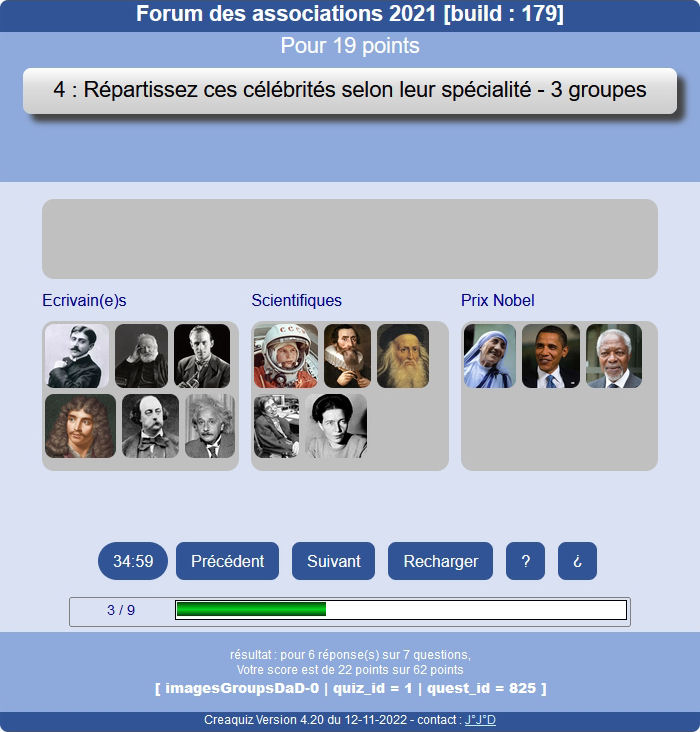 Forum des associations 2021 [build : 179]
Pour 19 points
4 : Répartissez ces célébrités selon leur spécialité - 3 groupes
Ecrivain(e)s
Scientifiques
Prix Nobel
CCCP
34:59
Précédent
Suivant
Recharger
?
¿
3 / 9
résultat : pour 6 réponse(s) sur 7 questions,
Votre score est de 22 points sur 62 points
[ imagesGroupsDaD-0 | quiz_id = 1 | quest_id = 825 ]
Creaquiz Version 4.20 du 12-11-2022 - contact : J°J°D